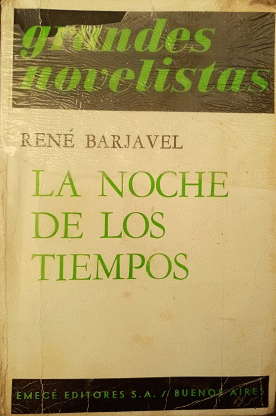 grandes
novelistas
RENÉ BARJAVEL
LA NOCHE
DE LOS
TIEMPOS
EMECÉ EDITORES S.A. // BUENOS AIRES